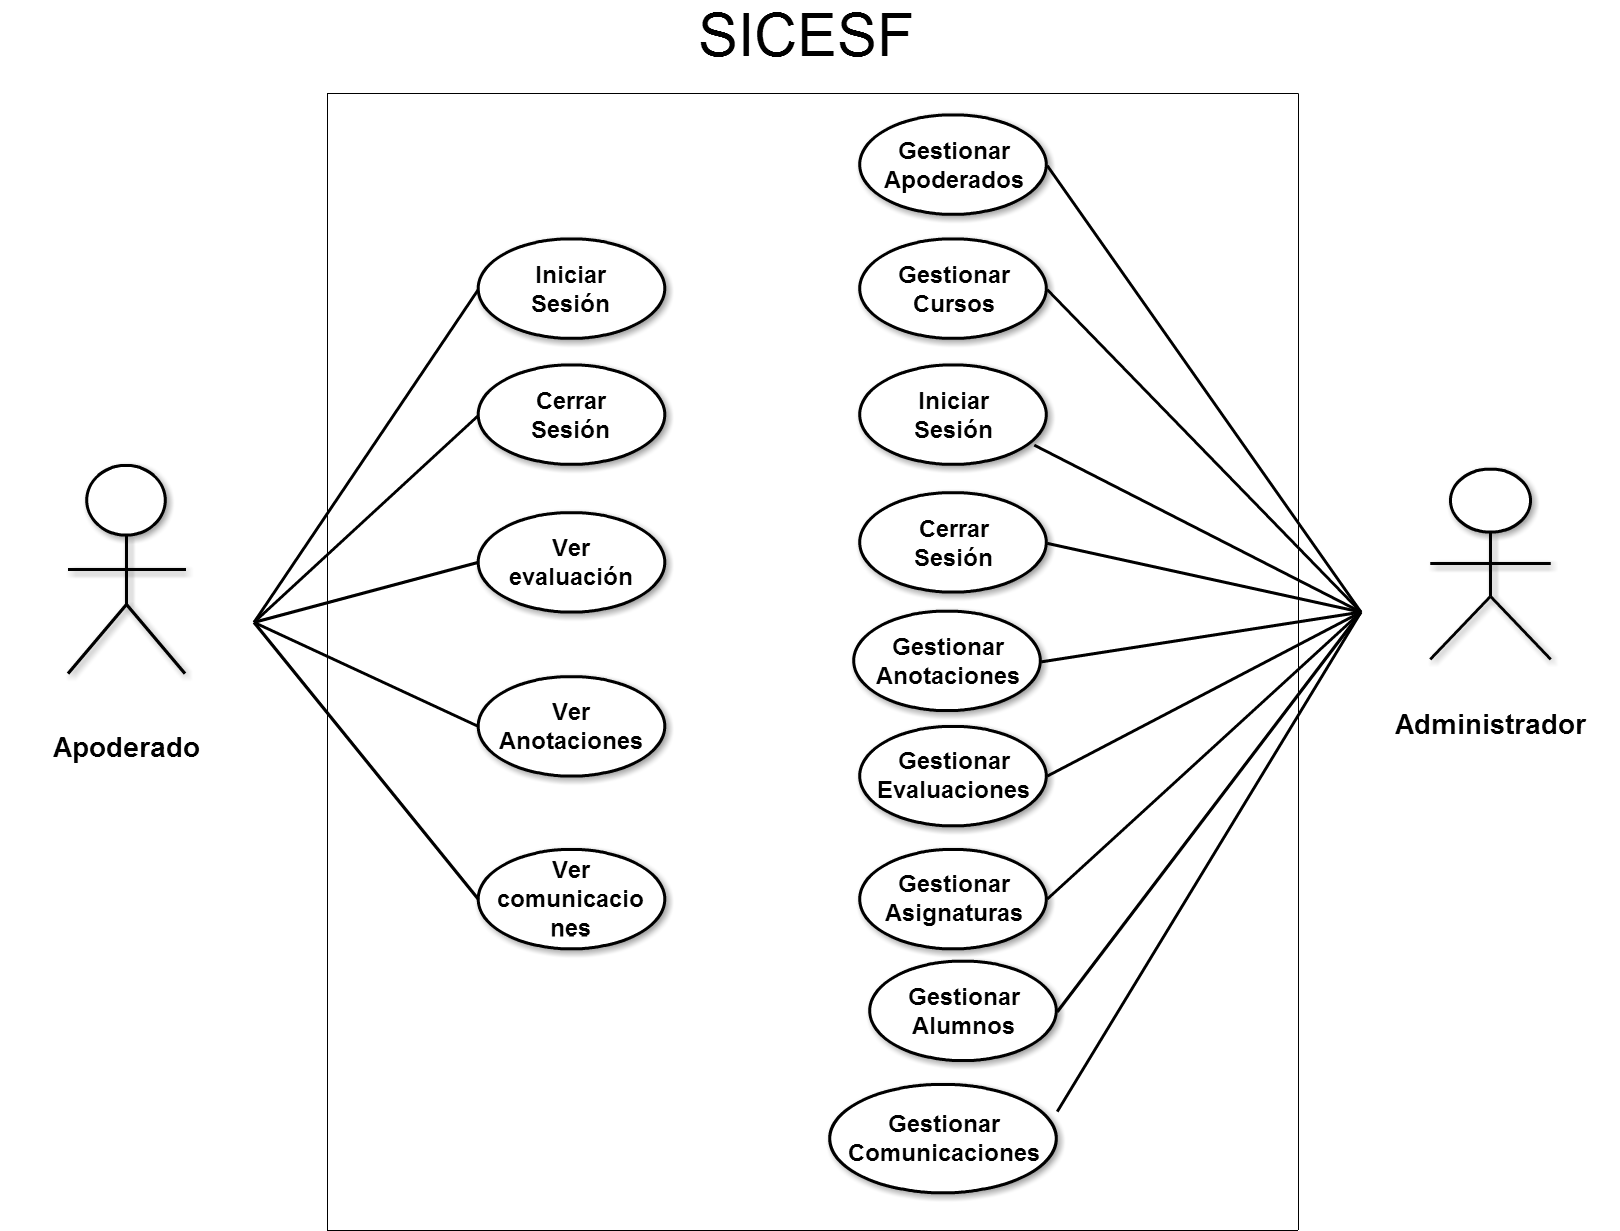 SICESF
Iniciar
Sesión
Cerrar
Sesión
Ver
evaluación
Ver
Anotaciones
Ver
comunicacio
nes
Apoderado
Gestionar
Apoderados
Gestionar
Cursos
Iniciar
Sesión
Cerrar
Sesión
Gestionar
Anotaciones
Gestionar
Evaluaciones
Gestionar
Asignaturas
Gestionar
Alumnos
Gestionar
Comunicaciones
Administrador